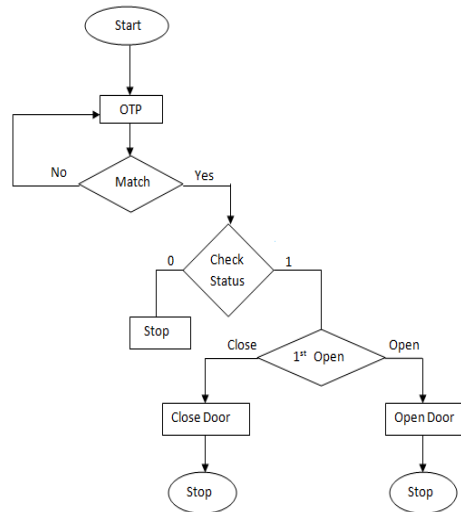 Start
OTP
No
Match
Yes
0
Check
Status
1
Stop
Close
1st Open
Open
Close Door
Open Door
Stop
Stop